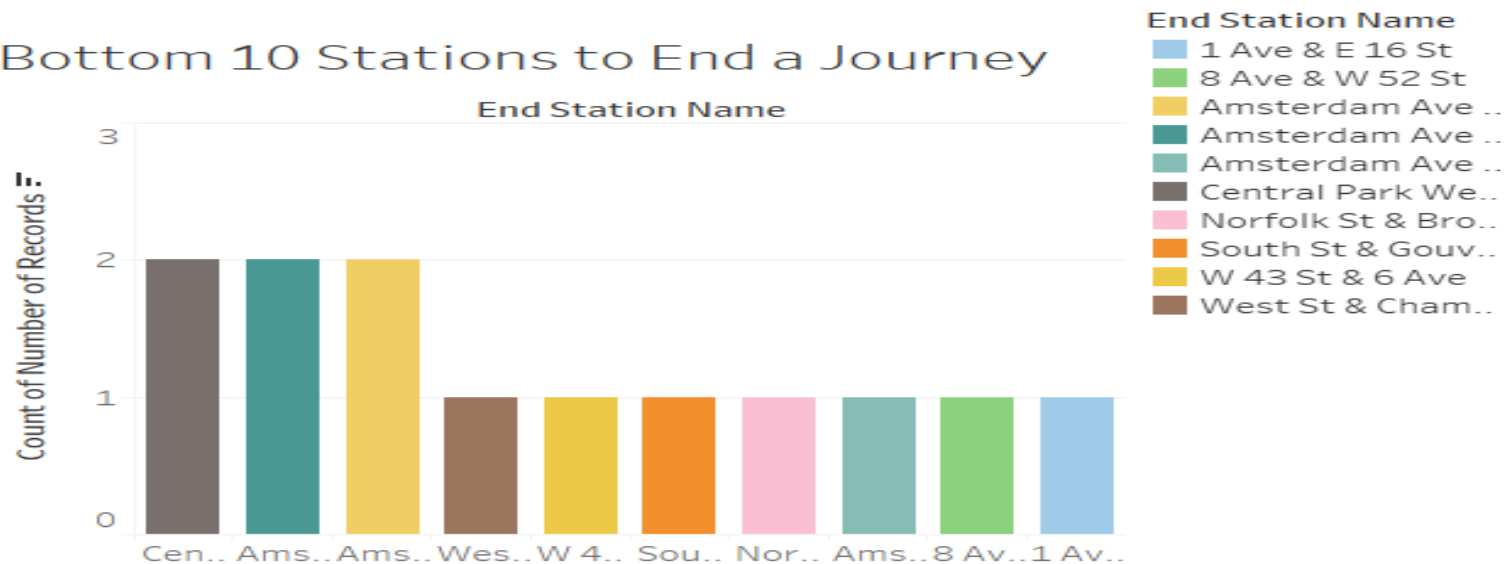 Bottom 10 Stations to End a Journey
End Station Name
3
2
1
0
Count of Number of Records
Cen.. Ams.. Ams.. Wes.. W 4.. Sou.. Nor.. Ams.. 8 Av.. 1 Av..
End Station Name
1 Ave & E 16 St
8 Ave & W 52 St
Amsterdam Ave ..
Amsterdam Ave ..
Amsterdam Ave ..
Central Park We..
Norfolk St & Bro..
South St & Gouv..
W 43 St & 6 Ave
West St & Cham..